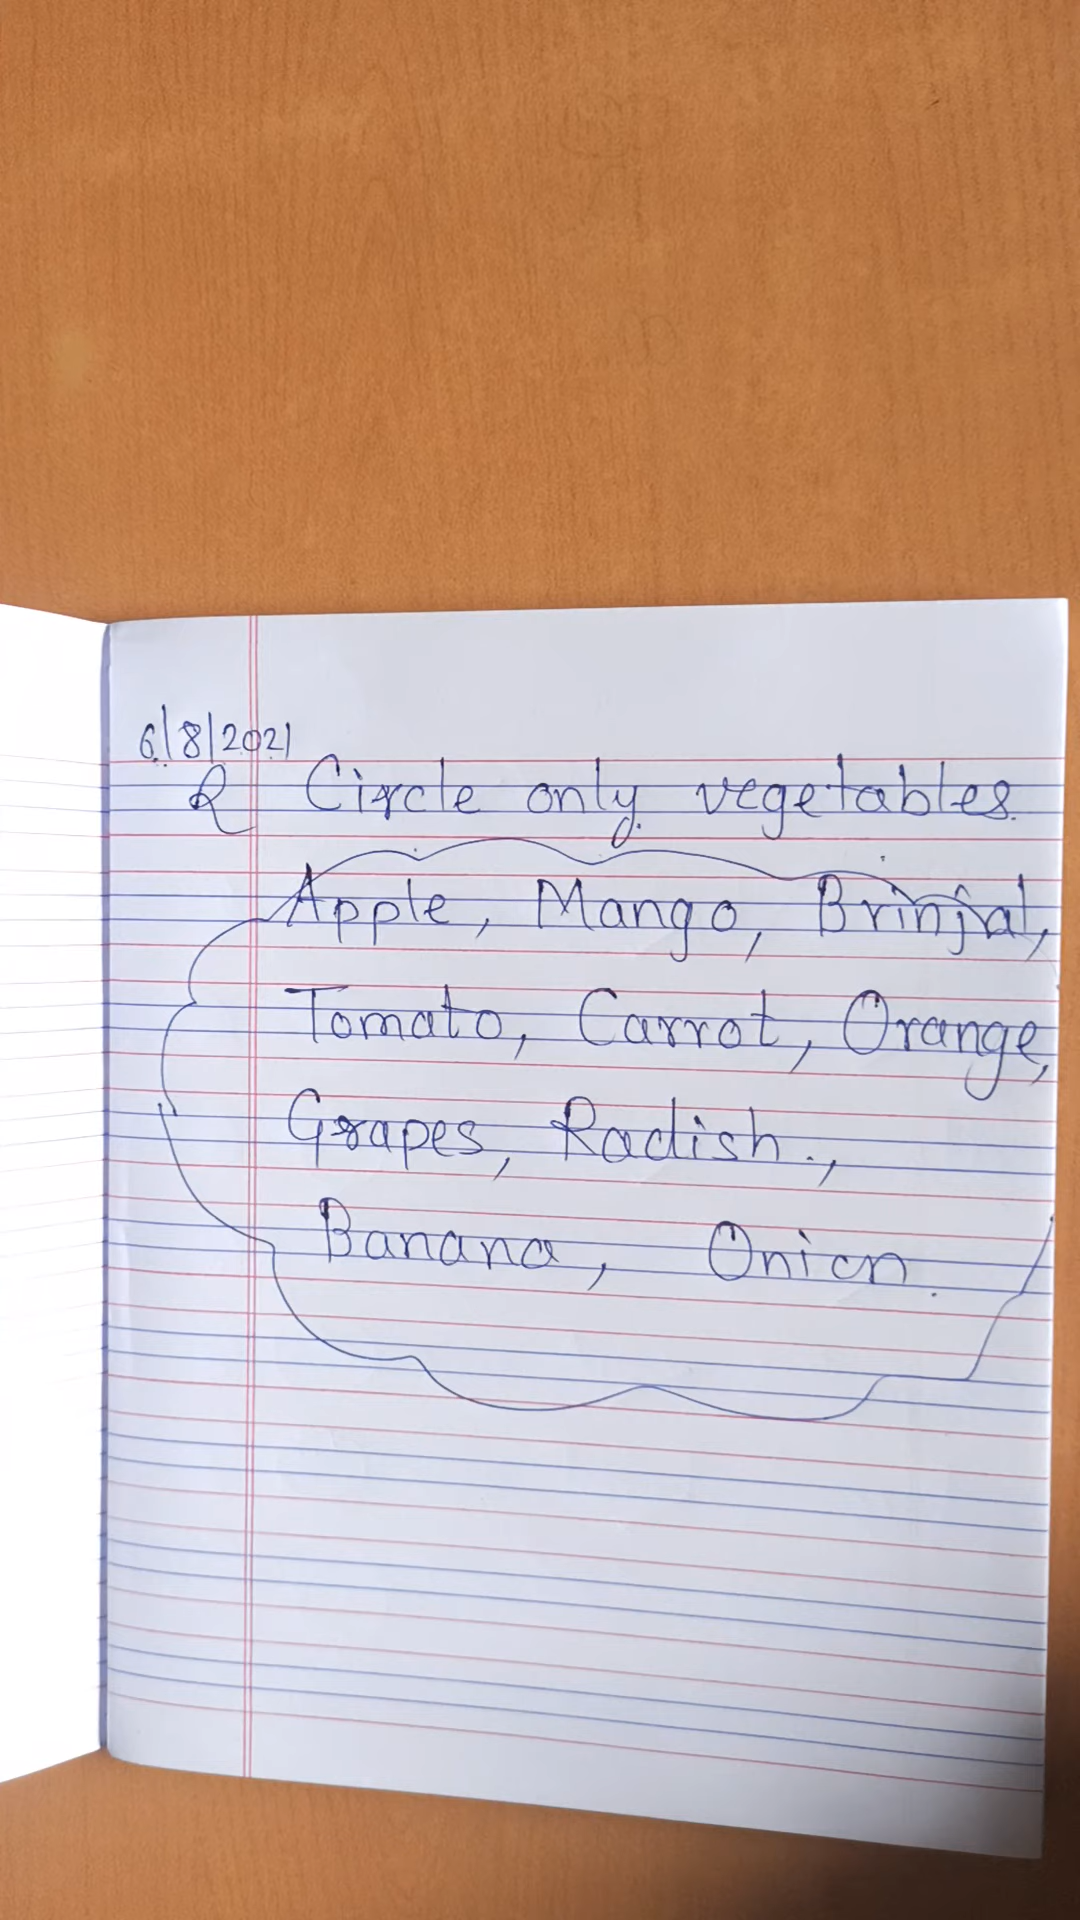 6/8/2021
Q Circle only vegetables.
Apple, Mango, Brinjal,
Tomato, Carrot, Orange,
Grapes, Radish.,
Banana, Onion.